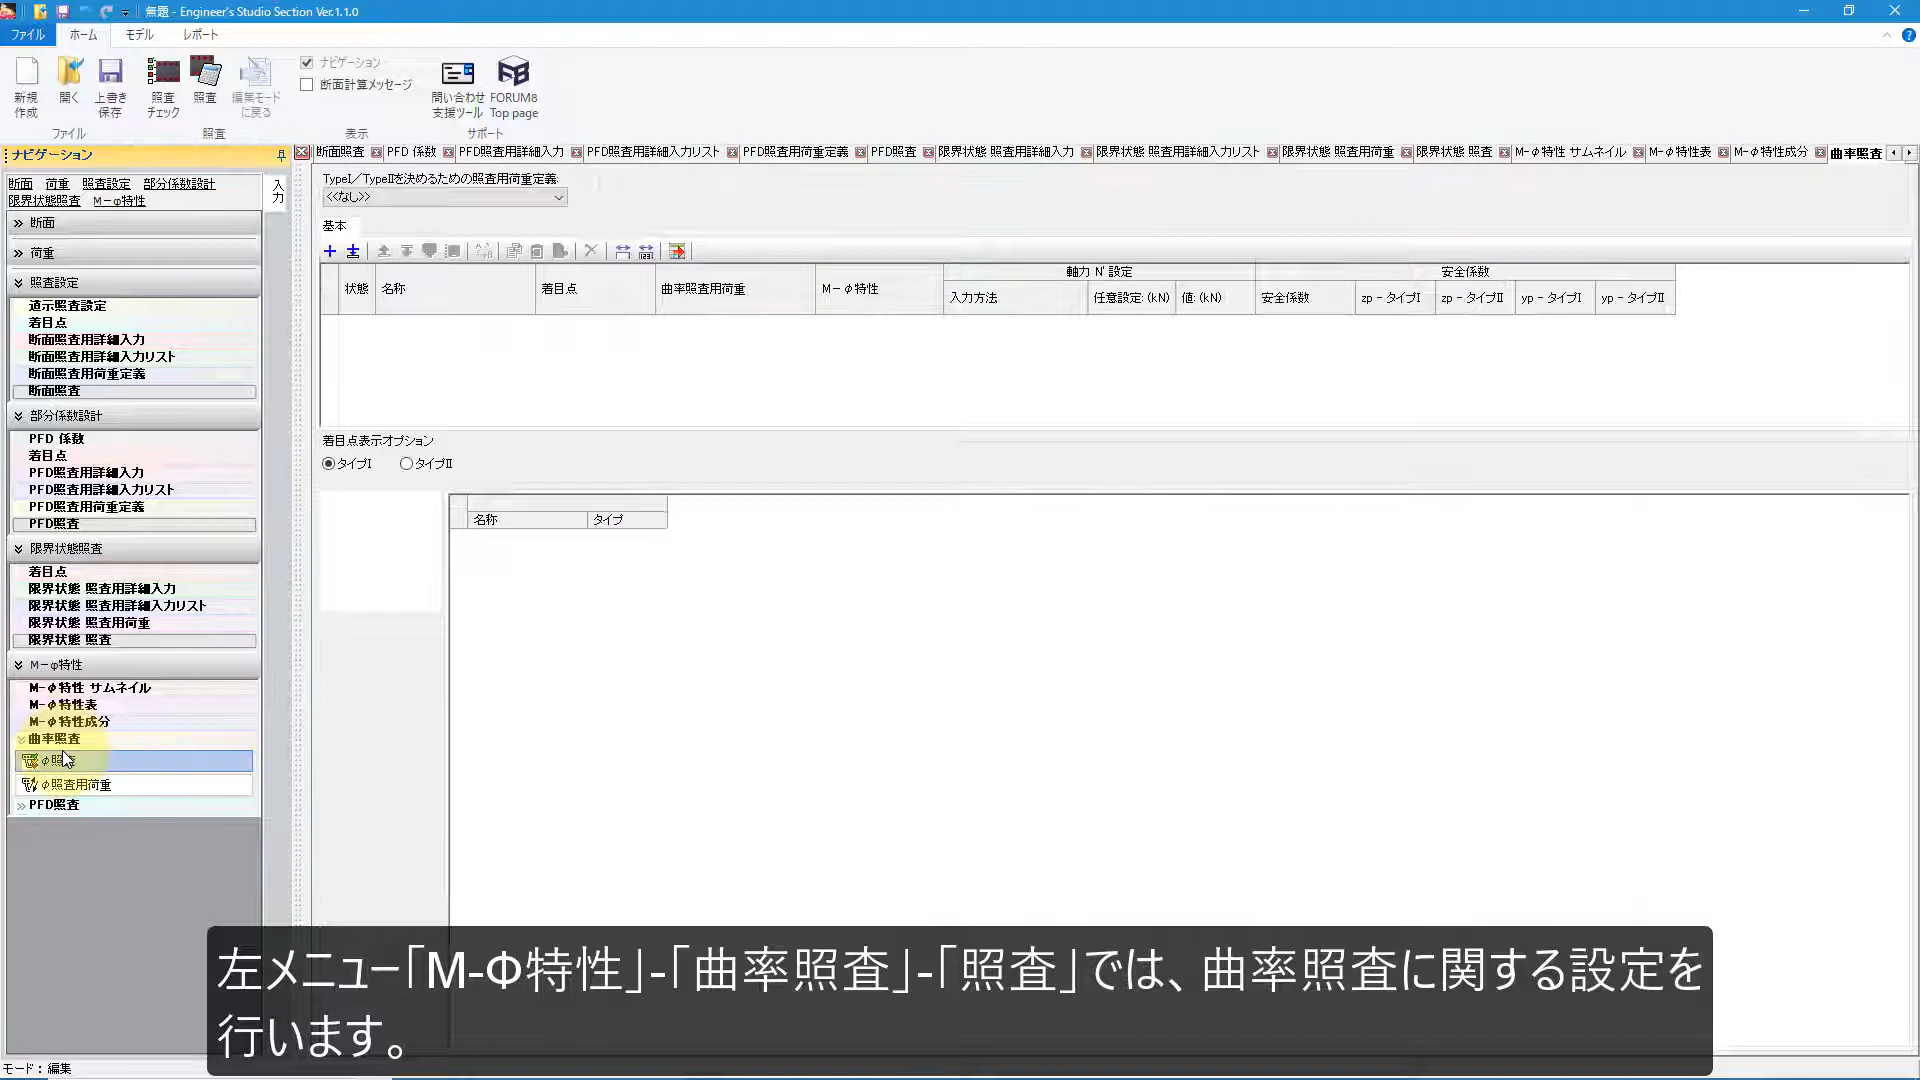 無題 - Engineer's Studio Section Ver.1.1.0
ファイル ホーム モデル レポート
新規作成 開く 上書き保存 照査チェック 照査 編集モードに戻る
ナビゲーション
断面計算メッセージ
問い合わせ支援ツール FORUM8 Top page
ファイル 照査 表示 サポート
ナビゲーション
断面 荷重 照査設定 部分係数設計
限界状態照査 M－φ特性
入力
断面
荷重
照査設定
道示照査設定
着目点
断面照査用詳細入力
断面照査用詳細入力リスト
断面照査用荷重定義
断面照査
部分係数設計
PFD 係数
着目点
PFD照査用詳細入力
PFD照査用詳細入力リスト
PFD照査用荷重定義
PFD照査
限界状態照査
着目点
限界状態 照査用詳細入力
限界状態 照査用詳細入力リスト
限界状態 照査用荷重
限界状態 照査
M－φ特性
M-φ特性 サムネイル
M-φ特性表
M-φ特性成分
曲率照査
φ照査
φ照査用荷重
PFD照査
断面照査 PFD 係数 PFD照査用詳細入力 PFD照査用詳細入力リスト PFD照査用荷重定義 PFD照査 限界状態 照査用詳細入力 限界状態 照査用詳細入力リスト 限界状態 照査用荷重 限界状態 照査 M-φ特性 サムネイル M-φ特性表 M-φ特性成分 曲率照査
TypeI／TypeIIを決めるための照査用荷重定義:
<<なし>>
基本
軸力 N' 設定 安全係数
状態 名称 着目点 曲率照査用荷重 M－φ特性 入力方法 任意設定: (kN) 値: (kN) 安全係数 zp - タイプI zp - タイプII yp - タイプI yp - タイプII
着目点表示オプション
タイプI タイプII
名称 タイプ
左メニュー「M-Φ特性」-「曲率照査」-「照査」では、曲率照査に関する設定を
行います。
モード：編集